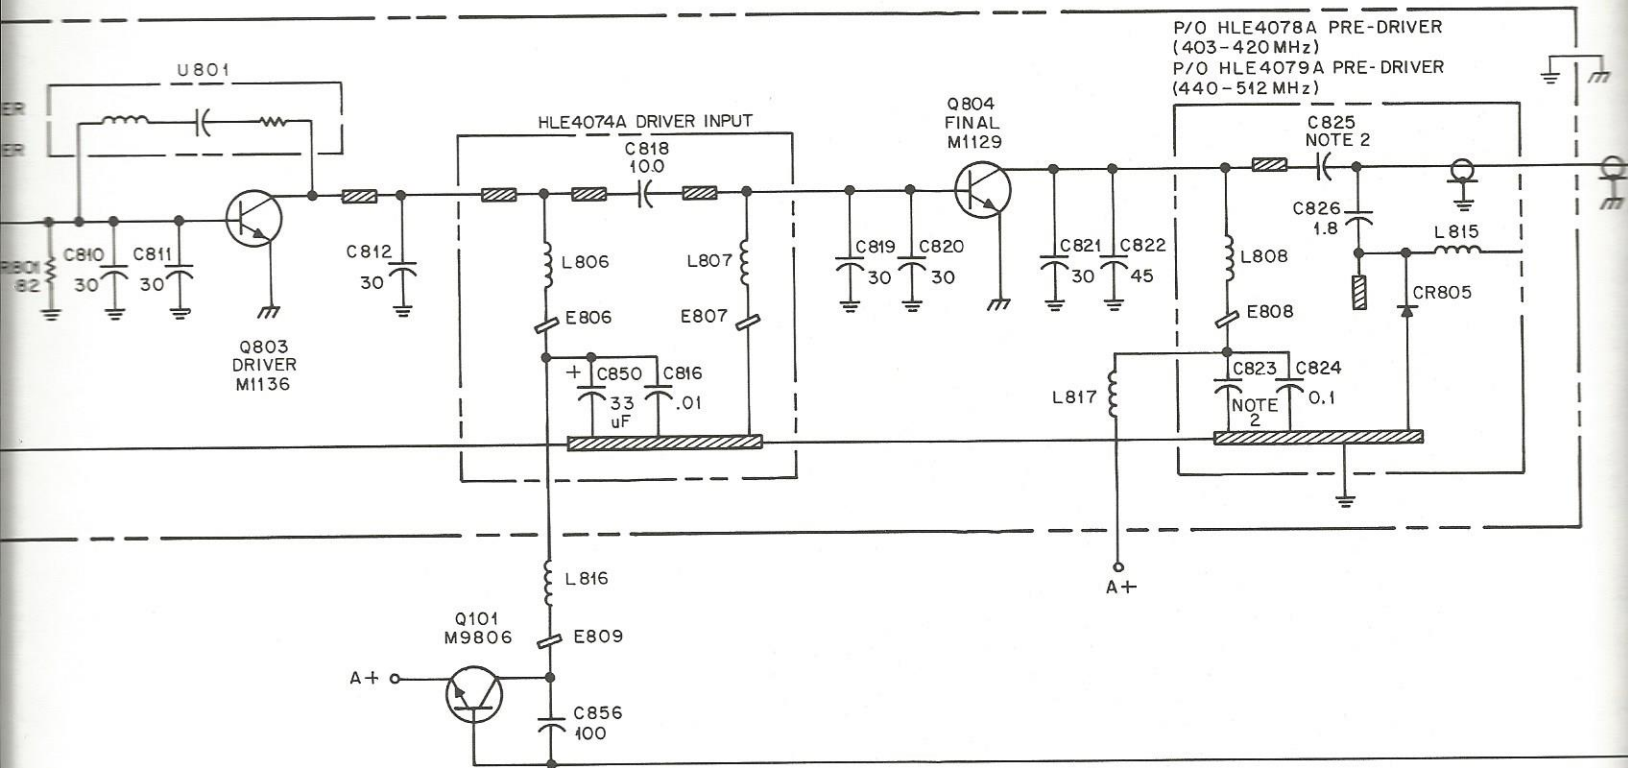 P/O HLE4078A PRE-DRIVER
(403-420 MHz)
P/O HLE4079A PRE-DRIVER
(440-512 MHz)
U801
ER
ER
HLE4074A DRIVER INPUT
C818
10.0
Q804
FINAL
M1129
C825
NOTE 2
C826
1.8
L815
R801
82
C810
30
C811
30
C812
30
L806
L807
C819
30
C820
30
C821
30
C822
45
L808
CR805
E806
E807
E808
Q803
DRIVER
M1136
+
C850
33
uF
C816
.01
L817
C823
NOTE
2
C824
0.1
L816
A+
Q101
M9806
E809
A+
C856
100